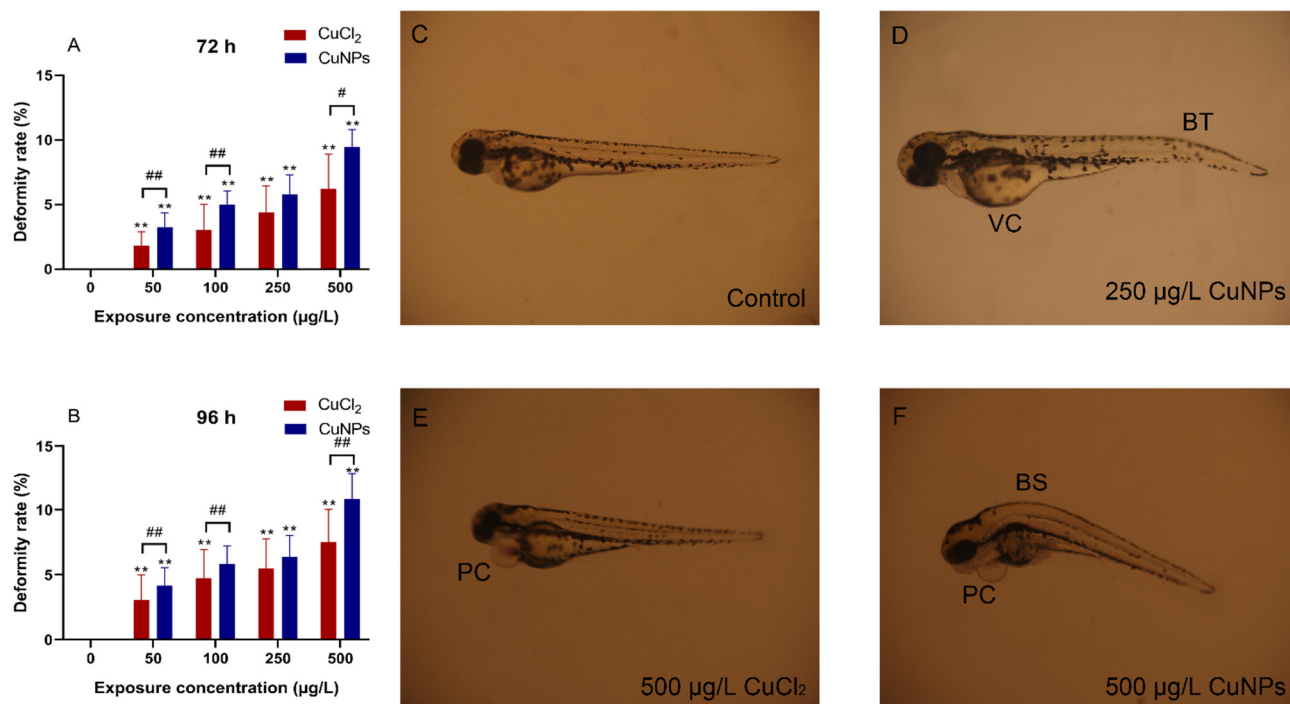 A
72 h
CuCl₂
CuNPs
Deformity rate (%)
15
10
5
0
##
##
#
**
**
**
**
**
**
**
**
0 50 100 250 500
Exposure concentration (µg/L)
C
Control
D
BT
VC
250 µg/L CuNPs
B
96 h
CuCl₂
CuNPs
Deformity rate (%)
15
10
5
0
##
##
##
**
**
**
**
**
**
**
**
0 50 100 250 500
Exposure concentration (µg/L)
E
PC
500 µg/L CuCl₂
F
BS
PC
500 µg/L CuNPs